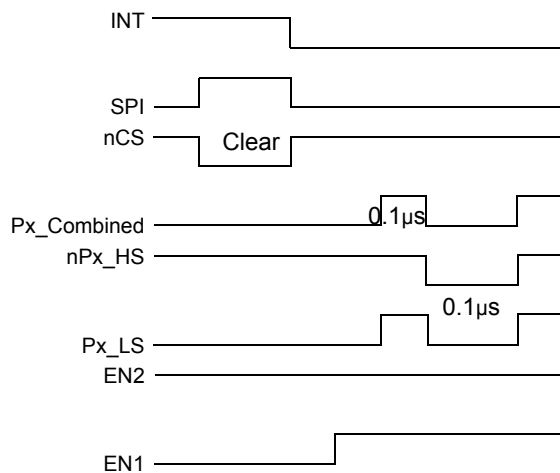 INT
SPI
nCS
Clear
Px_Combined
0.1µs
nPx_HS
0.1µs
Px_LS
EN2
EN1